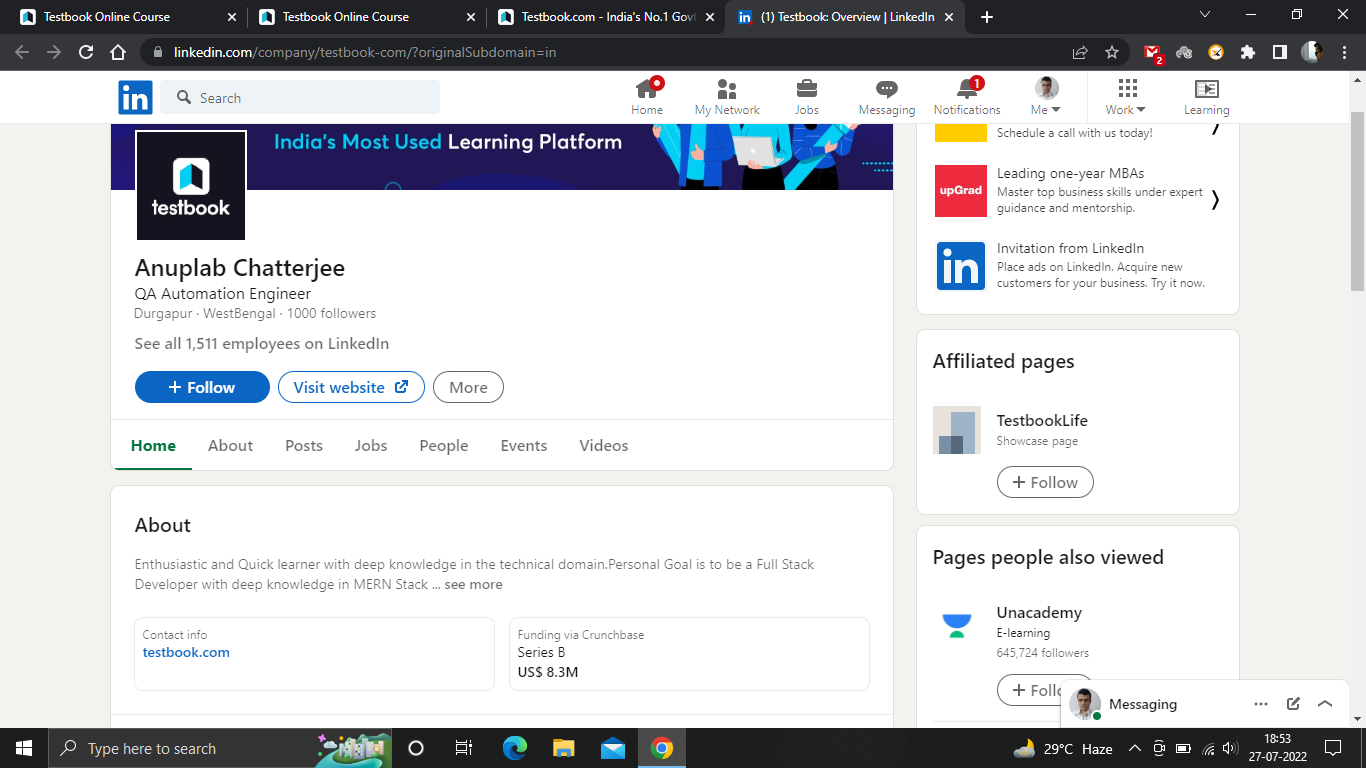 Testbook Online Course
Testbook Online Course
Testbook.com - India's No.1 Govt
(1) Testbook: Overview | LinkedIn
linkedin.com/company/testbook-com/?originalSubdomain=in
2
in
Search
Home
My Network
Jobs
Messaging
1
Notifications
Me
Work
Learning
India's Most Used Learning Platform
testbook
Anuplab Chatterjee
QA Automation Engineer
Durgapur · WestBengal · 1000 followers
See all 1,511 employees on LinkedIn
+ Follow
Visit website
More
Home
About
Posts
Jobs
People
Events
Videos
About
Enthusiastic and Quick learner with deep knowledge in the technical domain.Personal Goal is to be a Full Stack
Developer with deep knowledge in MERN Stack ... see more
Contact info
testbook.com
Funding via Crunchbase
Series B
US$ 8.3M
Schedule a call with us today!
upGrad
Leading one-year MBAs
Master top business skills under expert
guidance and mentorship.
in
Invitation from LinkedIn
Place ads on LinkedIn. Acquire new
customers for your business. Try it now.
Affiliated pages
TestbookLife
Showcase page
+ Follow
Pages people also viewed
Unacademy
E-learning
645,724 followers
+ Follo
Messaging
Type here to search
29°C Haze
18:53
27-07-2022